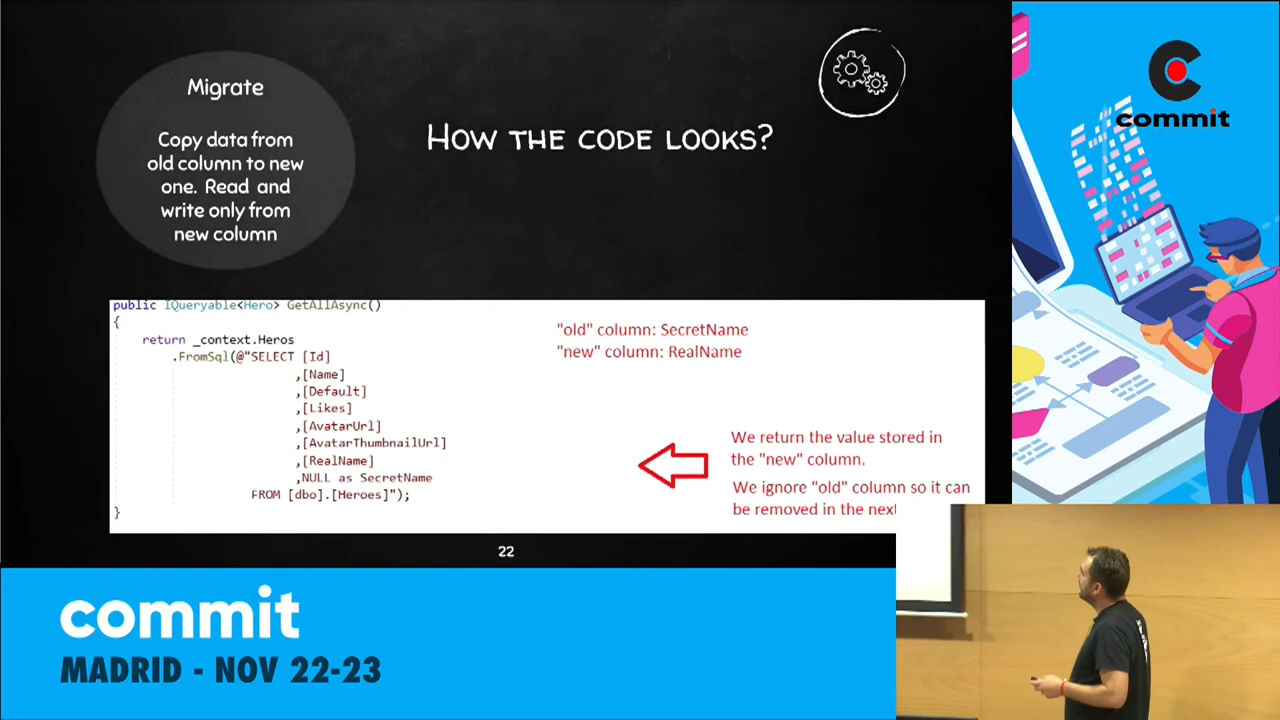 Migrate
Copy data from
old column to new
one. Read and
write only from
new column
HOW THE CODE LOOKS?
commit
public IQueryable<Hero> GetAllAsync()
{
return _context.Heros
.FromSql(@"SELECT [Id]
,[Name]
,[Default]
,[Likes]
,[AvatarUrl]
,[AvatarThumbnailUrl]
,[RealName]
,NULL as SecretName
FROM [dbo].[Heroes]");
}
"old" column: SecretName
"new" column: RealName
We return the value stored in
the "new" column.
We ignore "old" column so it can
be removed in the next
22
commit
MADRID - NOV 22-23